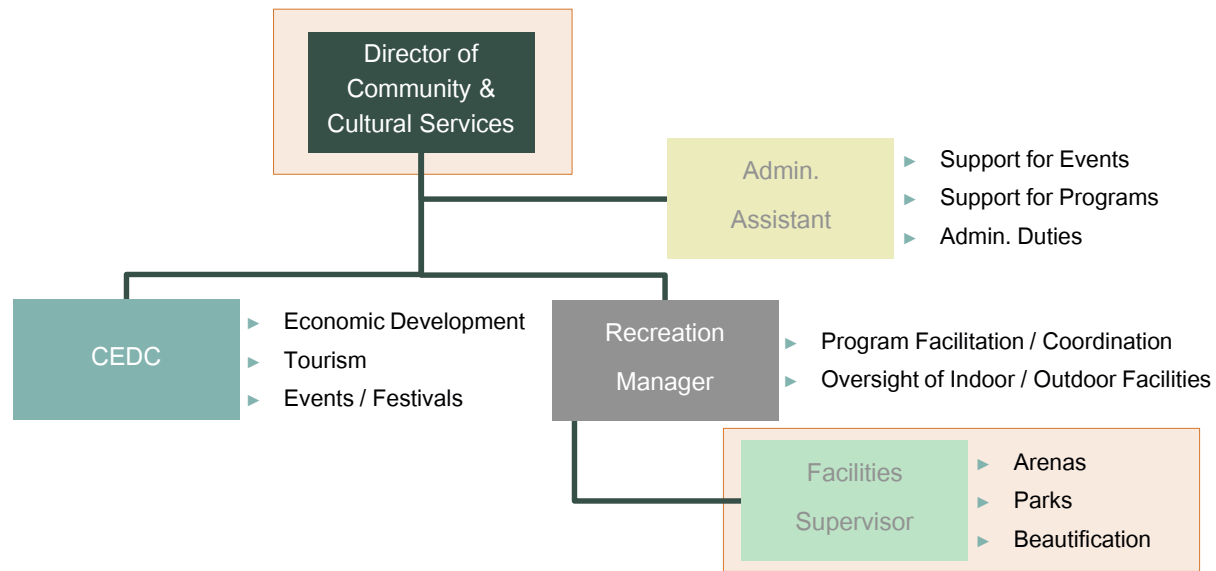 Director of
Community &
Cultural Services
Admin.
Assistant
► Support for Events
► Support for Programs
► Admin. Duties
CEDC
► Economic Development
► Tourism
► Events / Festivals
Recreation
Manager
► Program Facilitation / Coordination
► Oversight of Indoor / Outdoor Facilities
Facilities
Supervisor
► Arenas
► Parks
► Beautification